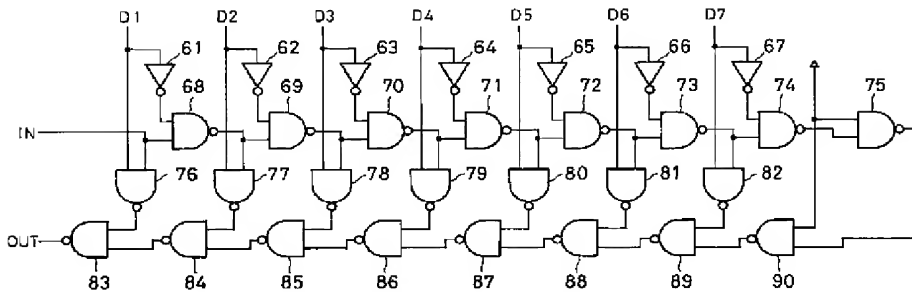 D1 D2 D3 D4 D5 D6 D7
61 62 63 64 65 66 67
68 69 70 71 72 73 74 75
IN
76 77 78 79 80 81 82
OUT
83 84 85 86 87 88 89 90